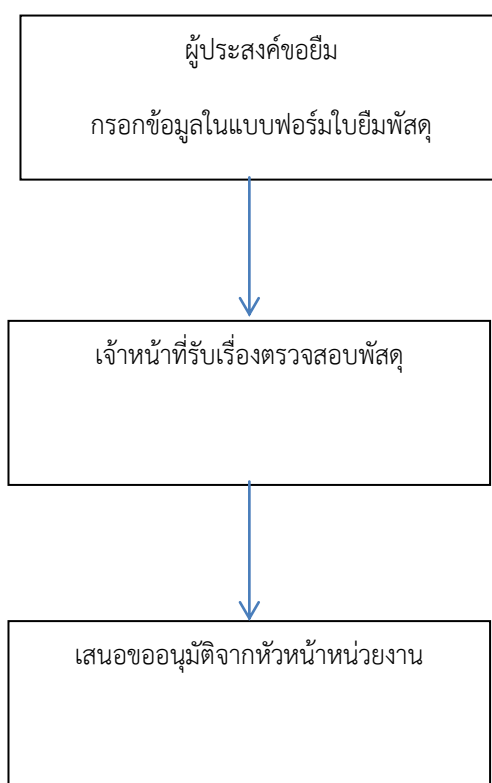 ผู้ประสงค์ขอยืม
กรอกข้อมูลในแบบฟอร์มใบยืมพัสดุ
เจ้าหน้าที่รับเรื่องตรวจสอบพัสดุ
เสนอขออนุมัติจากหัวหน้าหน่วยงาน